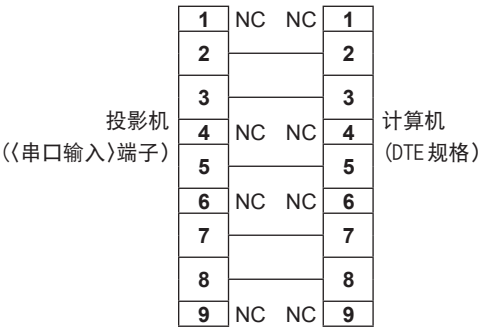 1 NC NC 1
2 2
3 3
投影机
(〈串口输入〉端子)
4 NC NC 4
计算机
(DTE 规格)
5 5
6 NC NC 6
7 7
8 8
9 NC NC 9